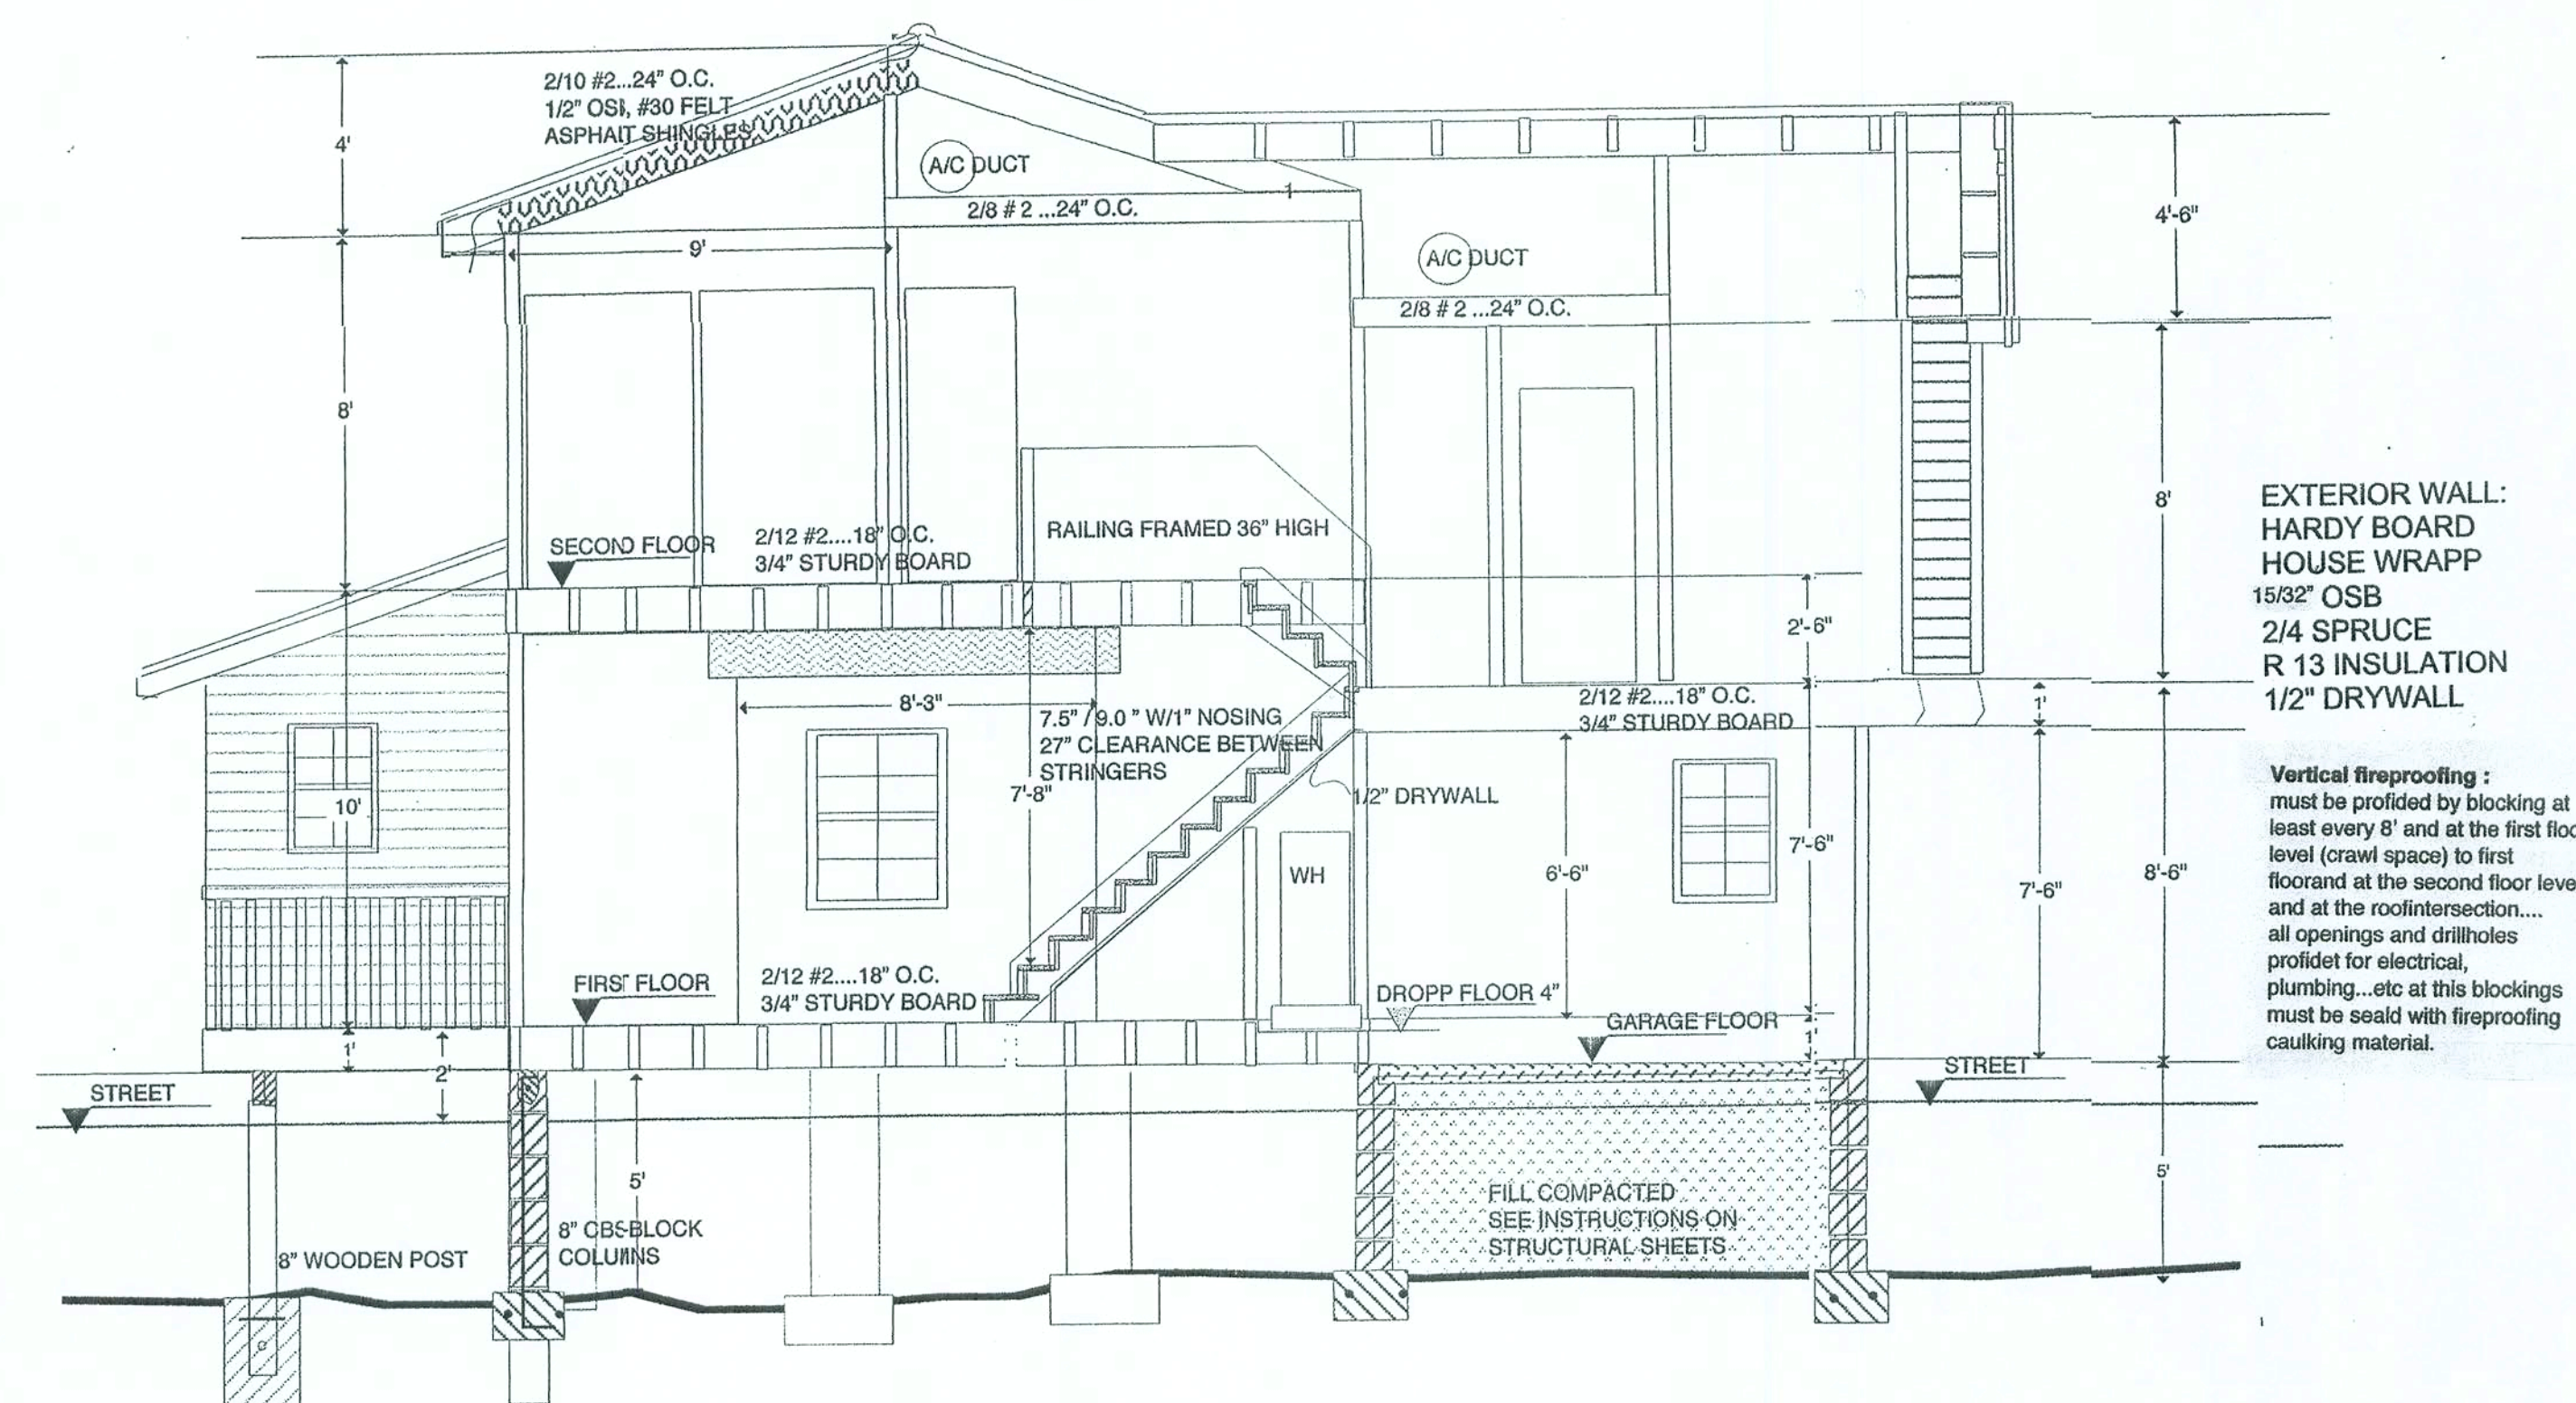 2/10 #2...24" O.C.
1/2" OSB, #30 FELT
ASPHALT SHINGLES
4'
A/C DUCT
2/8 # 2 ...24" O.C.
1
9'
A/C DUCT
2/8 # 2 ...24" O.C.
4'-6"
8'
8'
SECOND FLOOR
2/12 #2....18" O.C.
3/4" STURDY BOARD
RAILING FRAMED 36" HIGH
2'-6"
EXTERIOR WALL:
HARDY BOARD
HOUSE WRAPP
15/32" OSB
2/4 SPRUCE
R 13 INSULATION
1/2" DRYWALL
8'-3"
7.5" / 9.0 " W/1" NOSING
27" CLEARANCE BETWEEN
STRINGERS
7'-8"
2/12 #2....18" O.C.
3/4" STURDY BOARD
1'
1/2" DRYWALL
10'
WH
6'-6"
7'-6"
7'-6"
8'-6"
Vertical fireproofing :
must be profided by blocking at
least every 8' and at the first
level (crawl space) to first
floorand at the second floor
and at the roofintersection....
all openings and drillholes
profidet for electrical,
plumbing...etc at this blockings
must be seald with fireproofing
caulking material.
FIRST FLOOR
2/12 #2....18" O.C.
3/4" STURDY BOARD
DROPP FLOOR 4"
GARAGE FLOOR
1'
1'
2'
STREET
STREET
5'
5'
8" WOODEN POST
8" CBS-BLOCK
COLUMNS
FILL COMPACTED
SEE INSTRUCTIONS ON
STRUCTURAL SHEETS